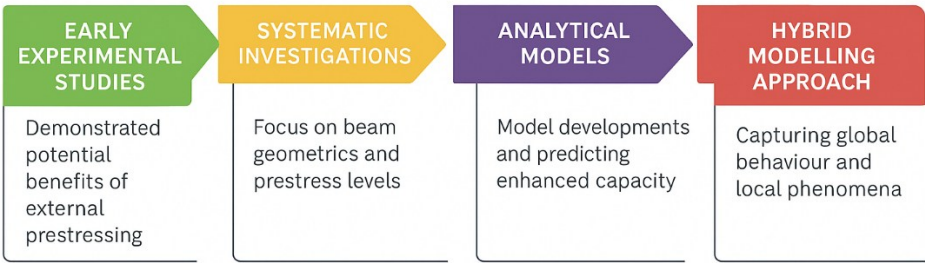 EARLY
EXPERIMENTAL
STUDIES
Demonstrated
potential
benefits of
external
prestressing
SYSTEMATIC
INVESTIGATIONS
Focus on beam
geometrics and
prestress levels
ANALYTICAL
MODELS
Model developments
and predicting
enhanced capacity
HYBRID
MODELLING
APPROACH
Capturing global
behaviour and
local phenomena